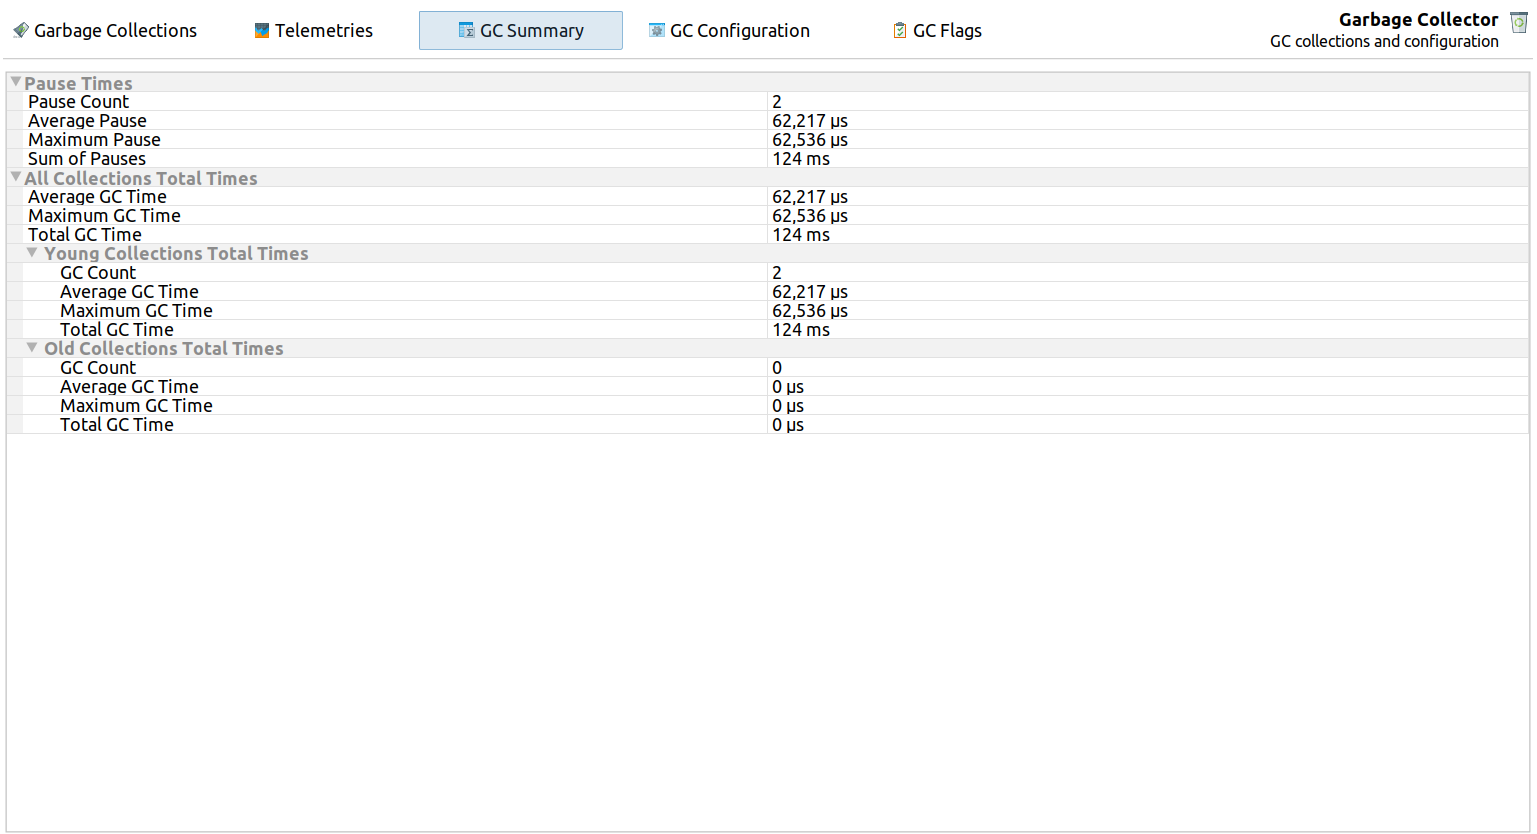 Garbage Collections Telemetries GC Summary GC Configuration GC Flags Garbage Collector
GC collections and configuration
Pause Times
Pause Count 2
Average Pause 62,217 µs
Maximum Pause 62,536 µs
Sum of Pauses 124 ms
All Collections Total Times
Average GC Time 62,217 µs
Maximum GC Time 62,536 µs
Total GC Time 124 ms
Young Collections Total Times
GC Count 2
Average GC Time 62,217 µs
Maximum GC Time 62,536 µs
Total GC Time 124 ms
Old Collections Total Times
GC Count 0
Average GC Time 0 µs
Maximum GC Time 0 µs
Total GC Time 0 µs